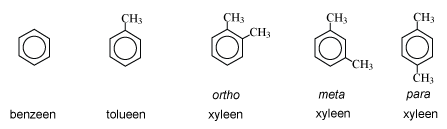 CH3
CH3
CH3
CH3
CH3
CH3
CH3
ortho
meta
para
benzeen
tolueen
xyleen
xyleen
xyleen